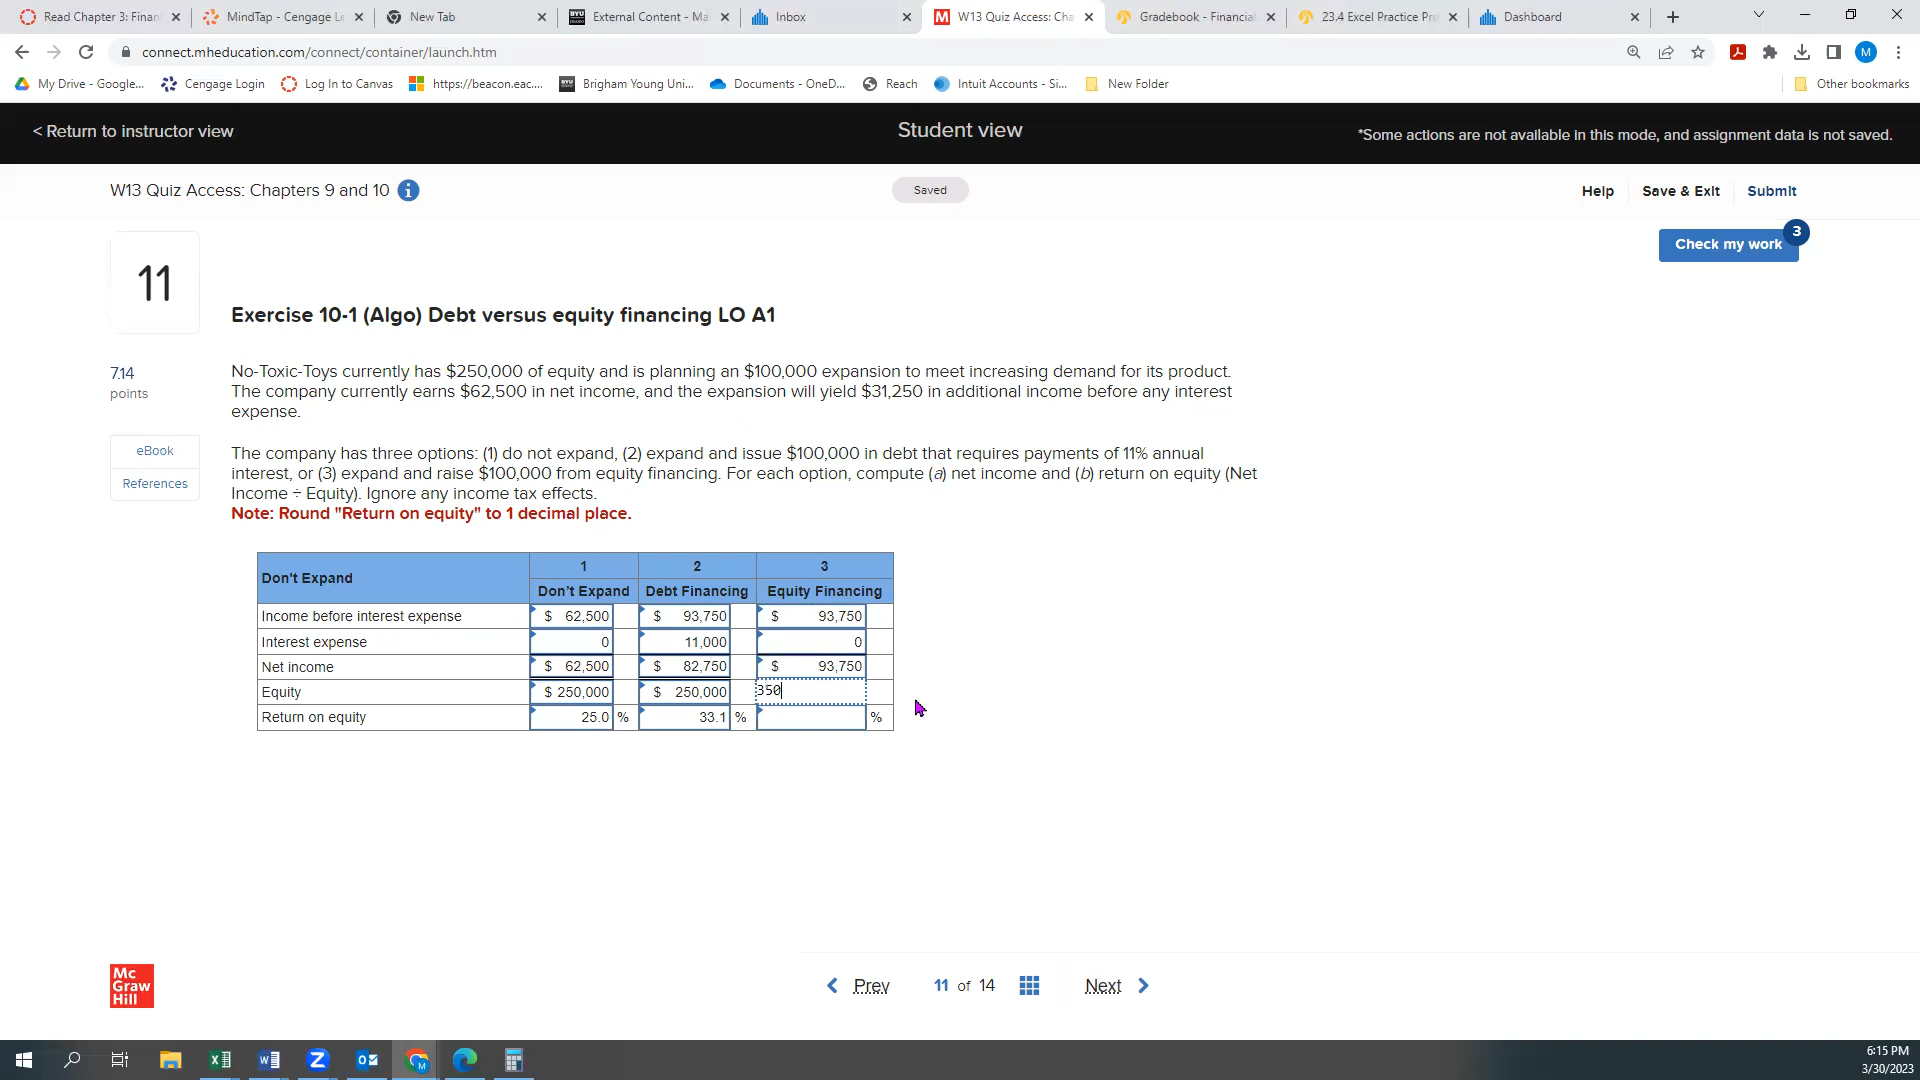 Read Chapter 3: Finan
MindTap - Cengage Le
New Tab
External Content - Ma
Inbox
W13 Quiz Access: Cha
Gradebook - Financia
23.4 Excel Practice Pro
Dashboard
connect.mheducation.com/connect/container/launch.htm
M
My Drive - Google...
Cengage Login
Log In to Canvas
https://beacon.eac....
Brigham Young Uni...
Documents - OneD...
Reach
Intuit Accounts - Si...
New Folder
Other bookmarks
< Return to instructor view
Student view
*Some actions are not available in this mode, and assignment data is not saved.
W13 Quiz Access: Chapters 9 and 10
Saved
Help
Save & Exit
Submit
Check my work
3
11
7.14
points
eBook
References
Exercise 10-1 (Algo) Debt versus equity financing LO A1
No-Toxic-Toys currently has $250,000 of equity and is planning an $100,000 expansion to meet increasing demand for its product.
The company currently earns $62,500 in net income, and the expansion will yield $31,250 in additional income before any interest
expense.
The company has three options: (1) do not expand, (2) expand and issue $100,000 in debt that requires payments of 11% annual
interest, or (3) expand and raise $100,000 from equity financing. For each option, compute (a) net income and (b) return on equity (Net
Income ÷ Equity). Ignore any income tax effects.
Note: Round "Return on equity" to 1 decimal place.
Don't Expand 1 2 3
Don't Expand Debt Financing Equity Financing
Income before interest expense $ 62,500 $ 93,750 $ 93,750
Interest expense 0 11,000 0
Net income $ 62,500 $ 82,750 $ 93,750
Equity $ 250,000 $ 250,000 350
Return on equity 25.0 % 33.1 % %
Mc
Graw
Hill
Prev
11 of 14
Next
6:15 PM
3/30/2023